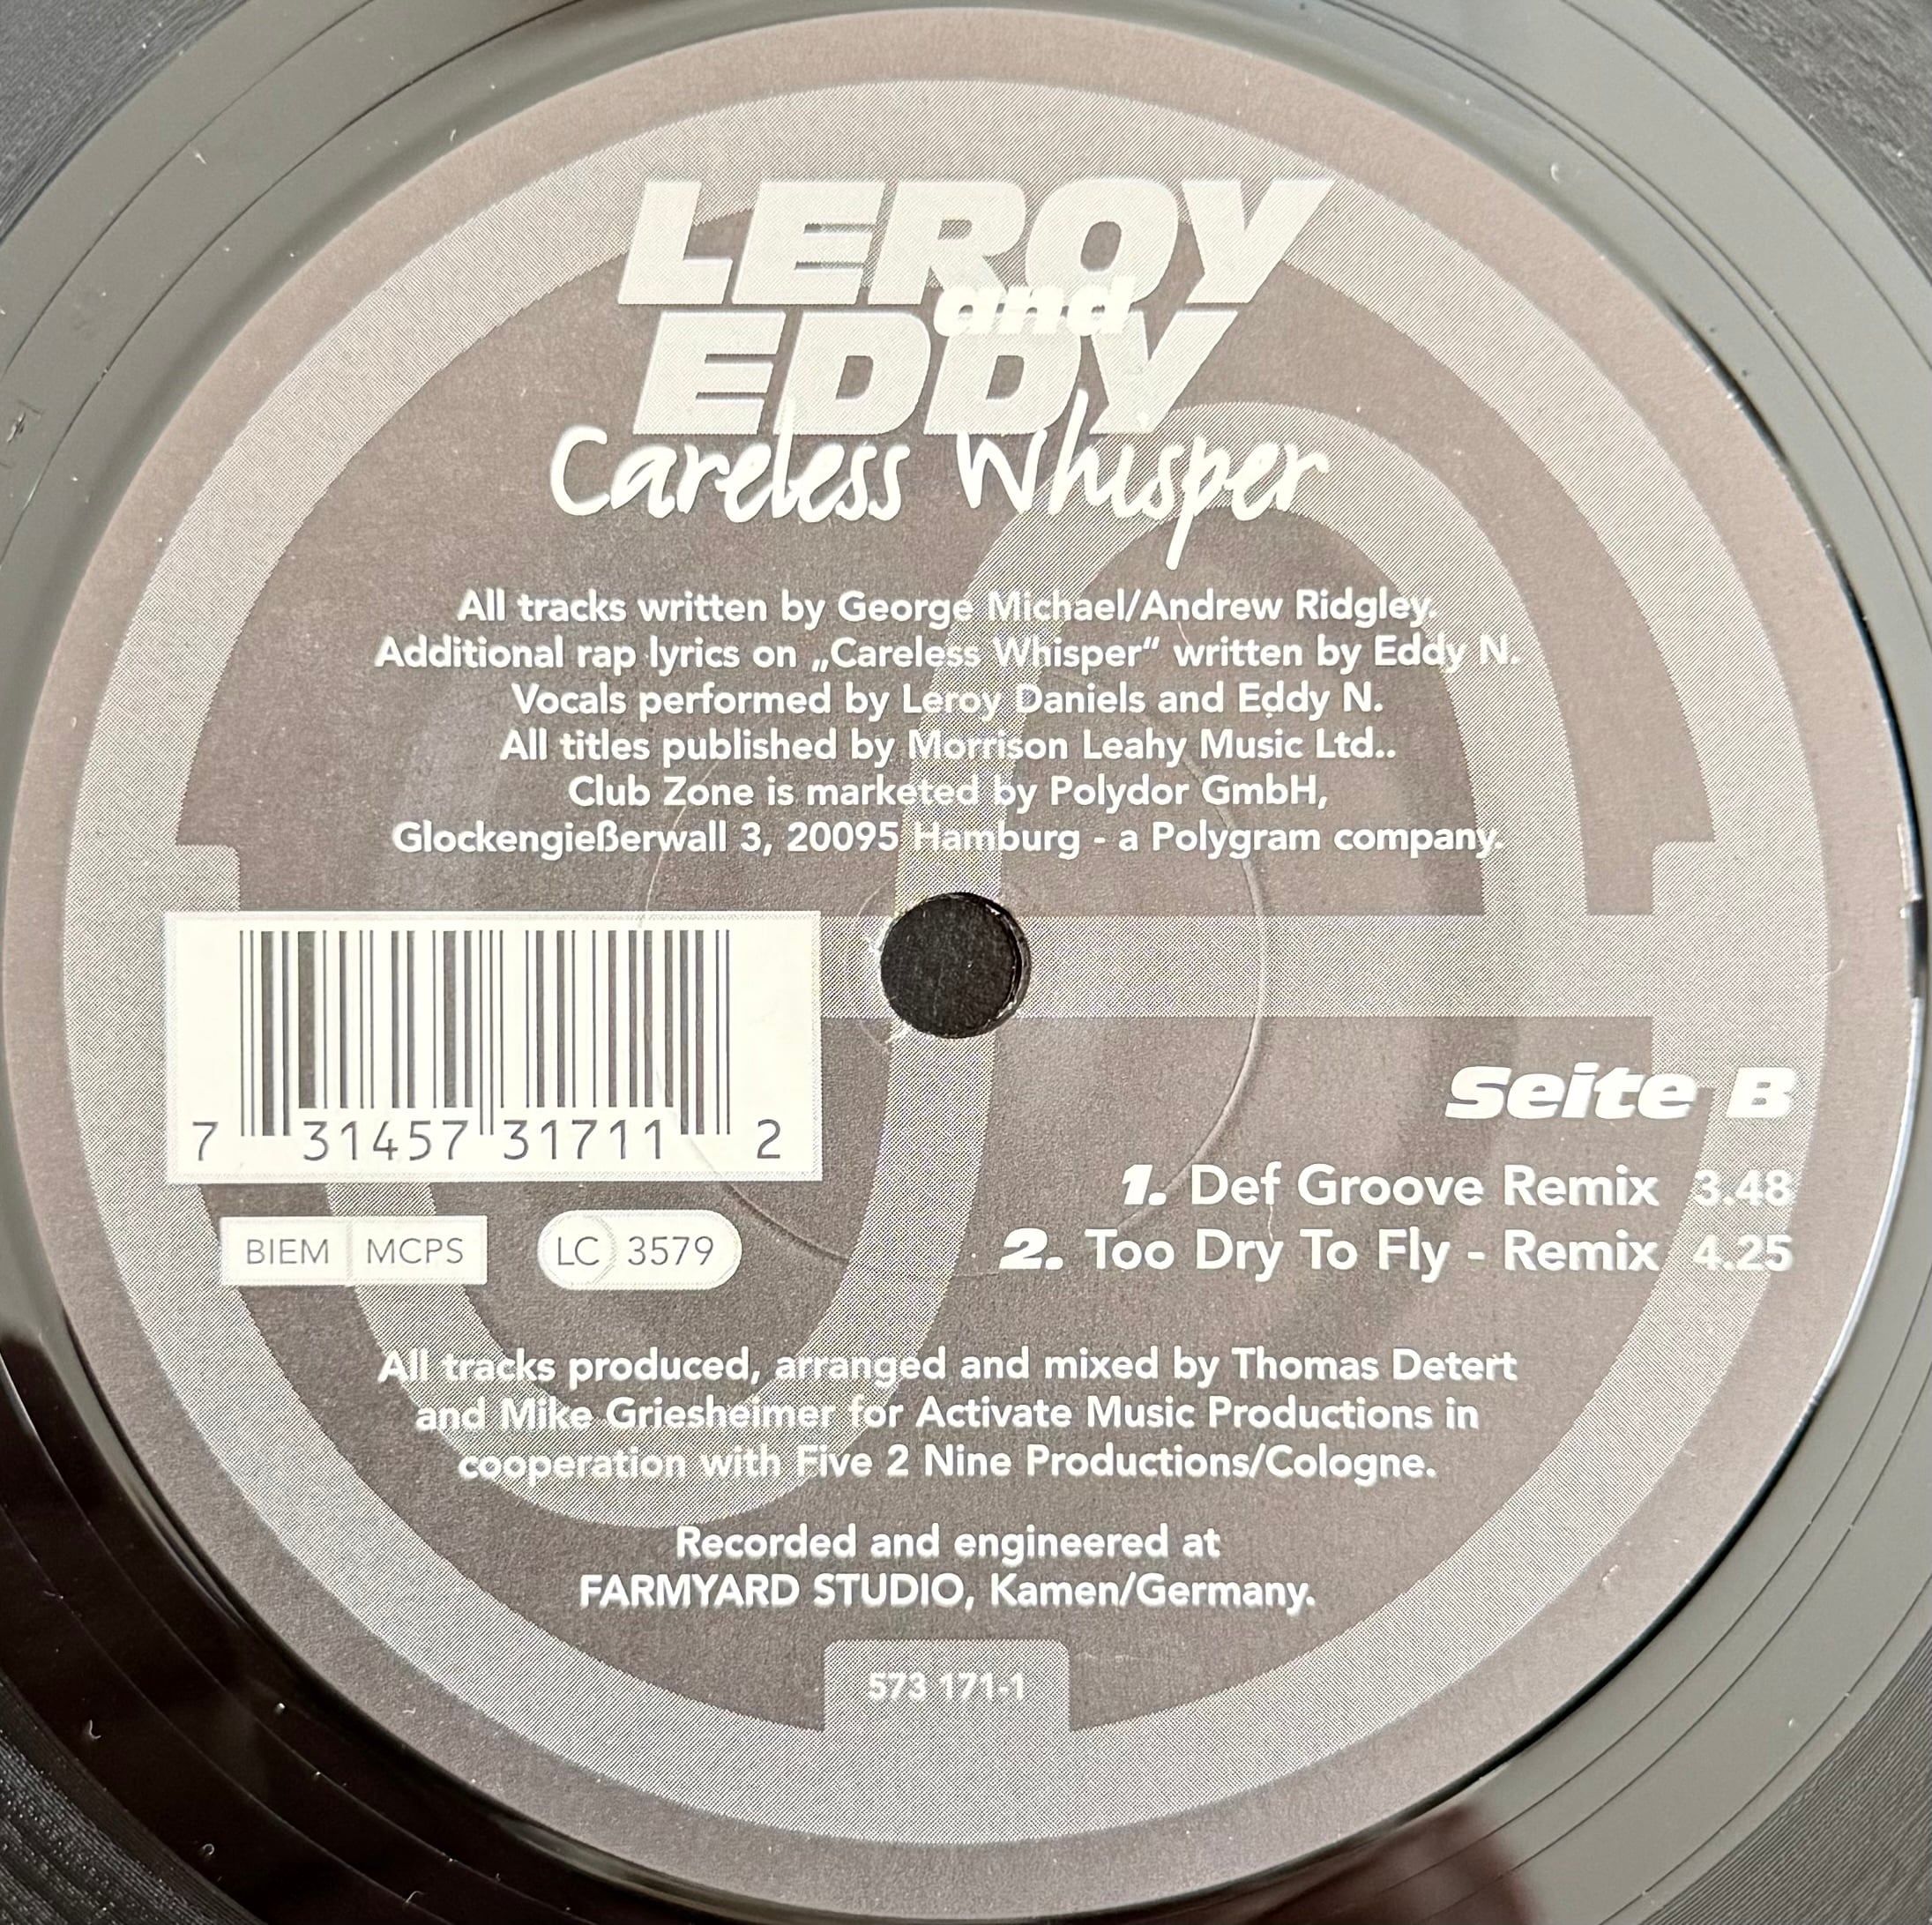 LEROY
and
EDDY
Careless Whisper
All tracks written by George Michael/Andrew Ridgley.
Additional rap lyrics on „Careless Whisper“ written by Eddy N.
Vocals performed by Leroy Daniels and Eddy N.
All titles published by Morrison Leahy Music Ltd..
Club Zone is marketed by Polydor GmbH,
Glockengießerwall 3, 20095 Hamburg - a Polygram company.
7 31457 31711 2
BIEM MCPS LC 3579
Seite B
1. Def Groove Remix 3.48
2. Too Dry To Fly - Remix 4.25
All tracks produced, arranged and mixed by Thomas Detert
and Mike Griesheimer for Activate Music Productions in
cooperation with Five 2 Nine Productions/Cologne.
Recorded and engineered at
FARMYARD STUDIO, Kamen/Germany.
573 171-1